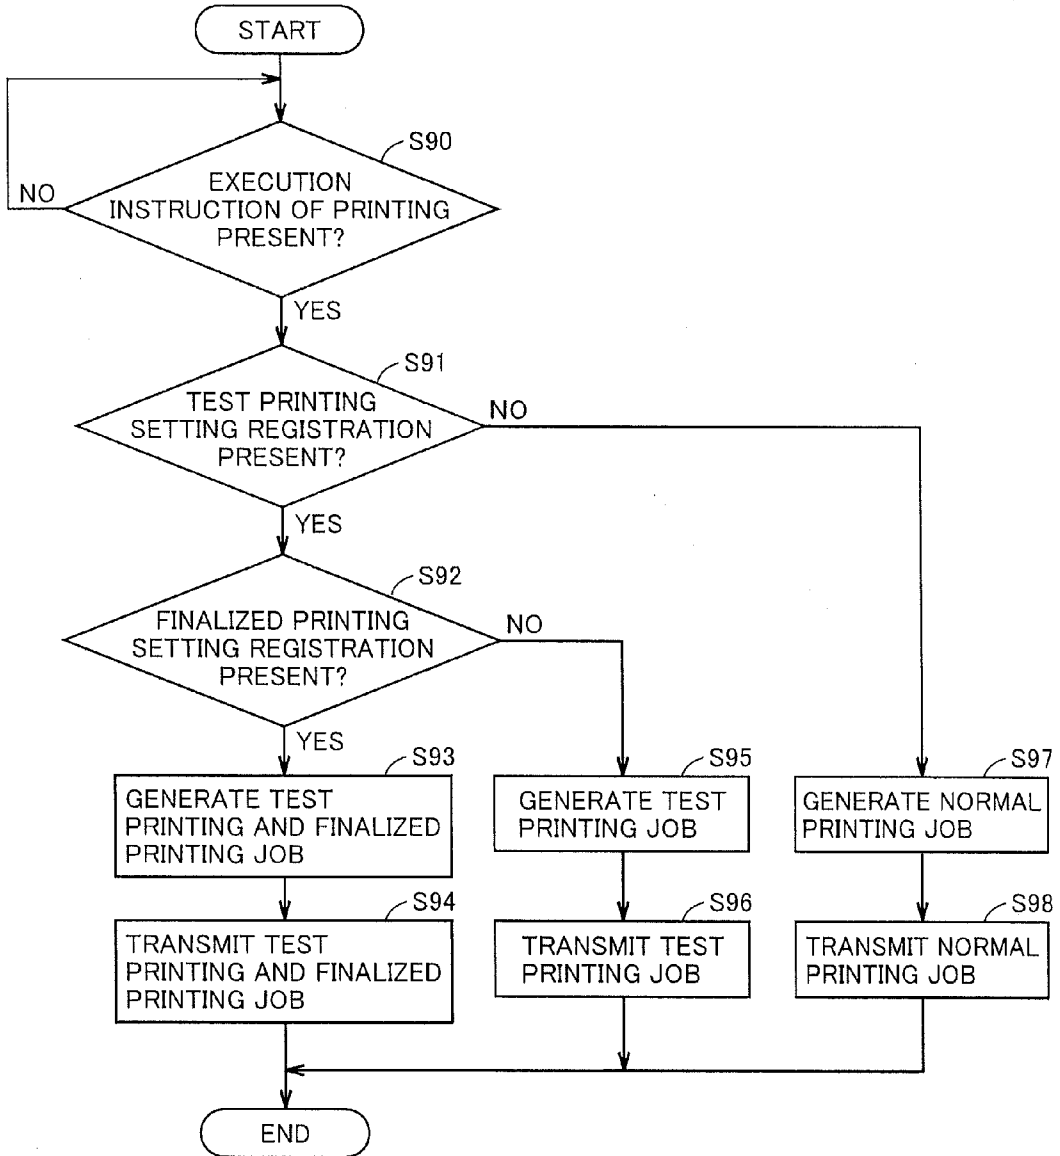 START
S90
NO
EXECUTION
INSTRUCTION OF PRINTING
PRESENT?
YES
S91
TEST PRINTING
SETTING REGISTRATION
PRESENT?
NO
YES
S92
FINALIZED PRINTING
SETTING REGISTRATION
PRESENT?
NO
YES
S93
GENERATE TEST
PRINTING AND FINALIZED
PRINTING JOB
S95
GENERATE TEST
PRINTING JOB
S97
GENERATE NORMAL
PRINTING JOB
S94
TRANSMIT TEST
PRINTING AND FINALIZED
PRINTING JOB
S96
TRANSMIT TEST
PRINTING JOB
S98
TRANSMIT NORMAL
PRINTING JOB
END